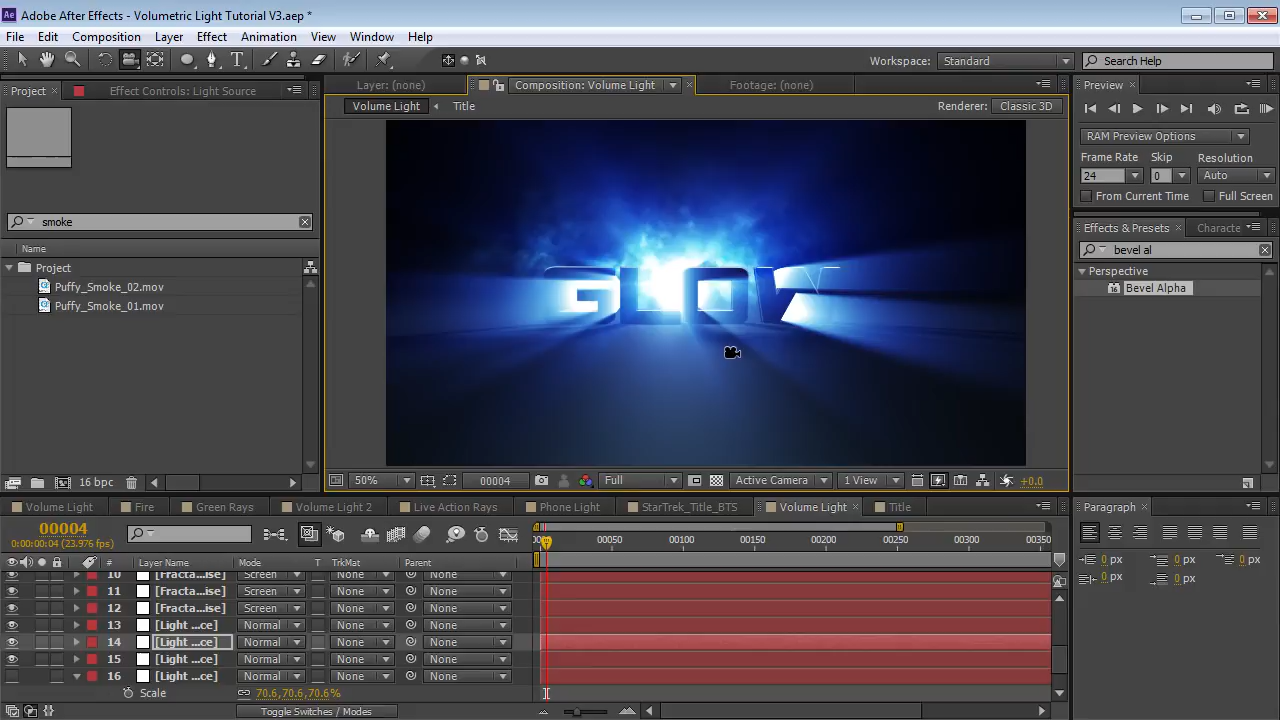 Adobe After Effects - Volumetric Light Tutorial V3.aep *
File Edit Composition Layer Effect Animation View Window Help
Workspace: Standard Search Help
Project Effect Controls: Light Source
Layer: (none) Composition: Volume Light Footage: (none)
Preview
Volume Light Title
Renderer: Classic 3D
RAM Preview Options
Frame Rate Skip Resolution
24 0 Auto
From Current Time Full Screen
smoke
Name
Project
Puffy_Smoke_02.mov
Puffy_Smoke_01.mov
Effects & Presets Characte
bevel al
Perspective
16 Bevel Alpha
GLOW
16 bpc
50% 00004 Full Active Camera 1 View +0.0
Volume Light Fire Green Rays Volume Light 2 Live Action Rays Phone Light StarTrek_Title_BTS Volume Light Title
Paragraph
00004
0:00:00:04 (23.976 fps)
00050 00100 00150 00200 00250 00300 00350
# Layer Name Mode T TrkMat Parent
0 px 0 px 0 px
0 px 0 px
10 [Fracta...ise] Screen None None
11 [Fracta...ise] Screen None None
12 [Fracta...ise] Screen None None
13 [Light ...ce] Normal None None
14 [Light ...ce] Normal None None
15 [Light ...ce] Normal None None
16 [Light ...ce] Normal None None
Scale 70.6,70.6,70.6%
Toggle Switches / Modes